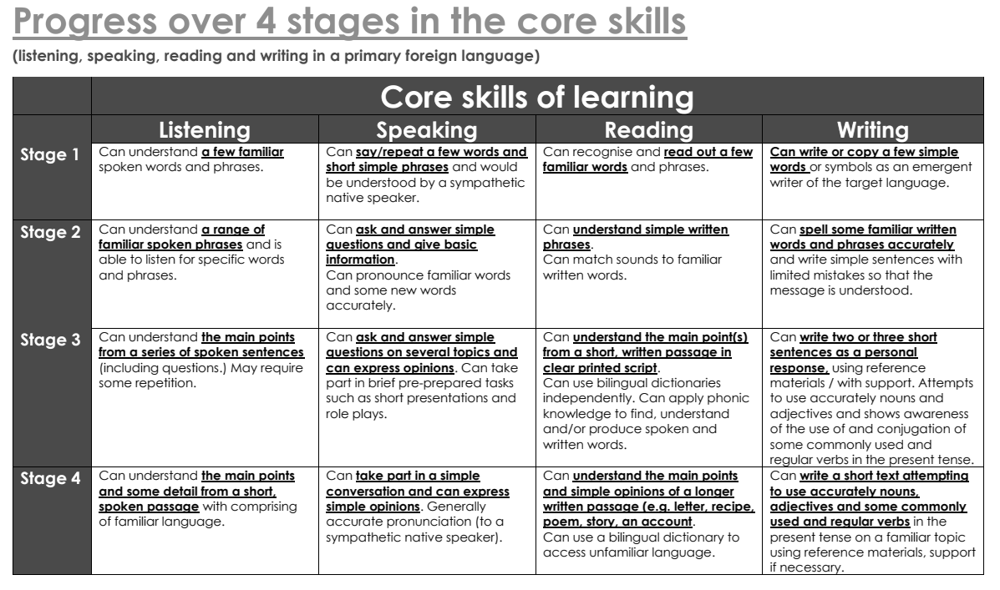 Progress over 4 stages in the core skills
(listening, speaking, reading and writing in a primary foreign language)
Core skills of learning
Listening
Speaking
Reading
Writing
Stage 1
Can understand a few familiar
spoken words and phrases.
Can say/repeat a few words and
short simple phrases and would
be understood by a sympathetic
native speaker.
Can recognise and read out a few
familiar words and phrases.
Can write or copy a few simple
words or symbols as an emergent
writer of the target language.
Stage 2
Can understand a range of
familiar spoken phrases and is
able to listen for specific words
and phrases.
Can ask and answer simple
questions and give basic
information.
Can pronounce familiar words
and some new words
accurately.
Can understand simple written
phrases.
Can match sounds to familiar
written words.
Can spell some familiar written
words and phrases accurately
and write simple sentences with
limited mistakes so that the
message is understood.
Stage 3
Can understand the main points
from a series of spoken sentences
(including questions.) May require
some repetition.
Can ask and answer simple
questions on several topics and
can express opinions. Can take
part in brief pre-prepared tasks
such as short presentations and
role plays.
Can understand the main point(s)
from a short, written passage in
clear printed script.
Can use bilingual dictionaries
independently. Can apply phonic
knowledge to find, understand
and/or produce spoken and
written words.
Can write two or three short
sentences as a personal
response, using reference
materials / with support. Attempts
to use accurately nouns and
adjectives and shows awareness
of the use of and conjugation of
some commonly used and
regular verbs in the present tense.
Stage 4
Can understand the main points
and some detail from a short,
spoken passage with comprising
of familiar language.
Can take part in a simple
conversation and can express
simple opinions. Generally
accurate pronunciation (to a
sympathetic native speaker).
Can understand the main points
and simple opinions of a longer
written passage (e.g. letter, recipe,
poem, story, an account.
Can use a bilingual dictionary to
access unfamiliar language.
Can write a short text attempting
to use accurately nouns,
adjectives and some commonly
used and regular verbs in the
present tense on a familiar topic
using reference materials, support
if necessary.